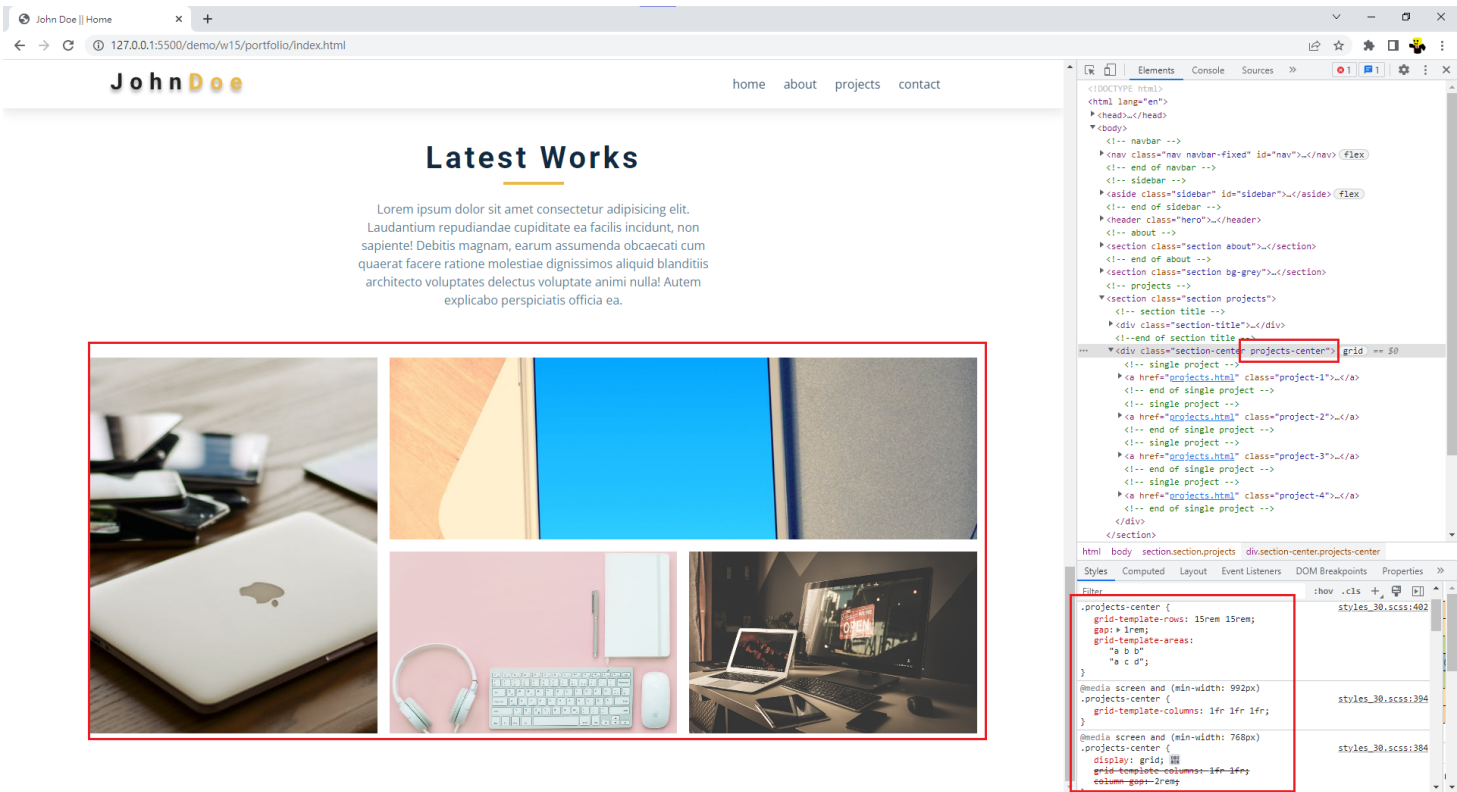 John Doe || Home
127.0.0.1:5500/demo/w15/portfolio/index.html
JohnDoe
home about projects contact
Latest Works
Lorem ipsum dolor sit amet consectetur adipisicing elit.
Laudantium repudiandae cupiditate ea facilis incidunt, non
sapiente! Debitis magnam, earum assumenda obcaecati cum
quaerat facere ratione molestiae dignissimos aliquid blanditiis
architecto voluptates delectus voluptate animi nulla! Autem
explicabo perspiciatis officia ea.
OPEN
Elements Console Sources » 1 1
<!DOCTYPE html>
<html lang="en">
<head>…</head>
<body>
<!-- navbar -->
<nav class="nav navbar-fixed" id="nav">…</nav> flex
<!-- end of navbar -->
<!-- sidebar -->
<aside class="sidebar" id="sidebar">…</aside> flex
<!-- end of sidebar -->
<header class="hero">…</header>
<!-- about -->
<section class="section about">…</section>
<!-- end of about -->
<section class="section bg-grey">…</section>
<!-- projects -->
<section class="section projects">
<!-- section title -->
<div class="section-title">…</div>
<!--end of section title -->
<div class="section-center projects-center"> grid == $0
<!-- single project -->
<a href="projects.html" class="project-1">…</a>
<!-- end of single project -->
<!-- single project -->
<a href="projects.html" class="project-2">…</a>
<!-- end of single project -->
<!-- single project -->
<a href="projects.html" class="project-3">…</a>
<!-- end of single project -->
<!-- single project -->
<a href="projects.html" class="project-4">…</a>
<!-- end of single project -->
</div>
</section>
html body section.section.projects div.section-center.projects-center
Styles Computed Layout Event Listeners DOM Breakpoints Properties »
Filter :hov .cls +
.projects-center { styles_30.scss:402
grid-template-rows: 15rem 15rem;
gap: 1rem;
grid-template-areas:
"a b b"
"a c d";
}
@media screen and (min-width: 992px)
.projects-center { styles_30.scss:394
grid-template-columns: 1fr 1fr 1fr;
}
@media screen and (min-width: 768px)
.projects-center { styles_30.scss:384
display: grid;
grid-template-columns: 1fr 1fr;
column-gap: 2rem;